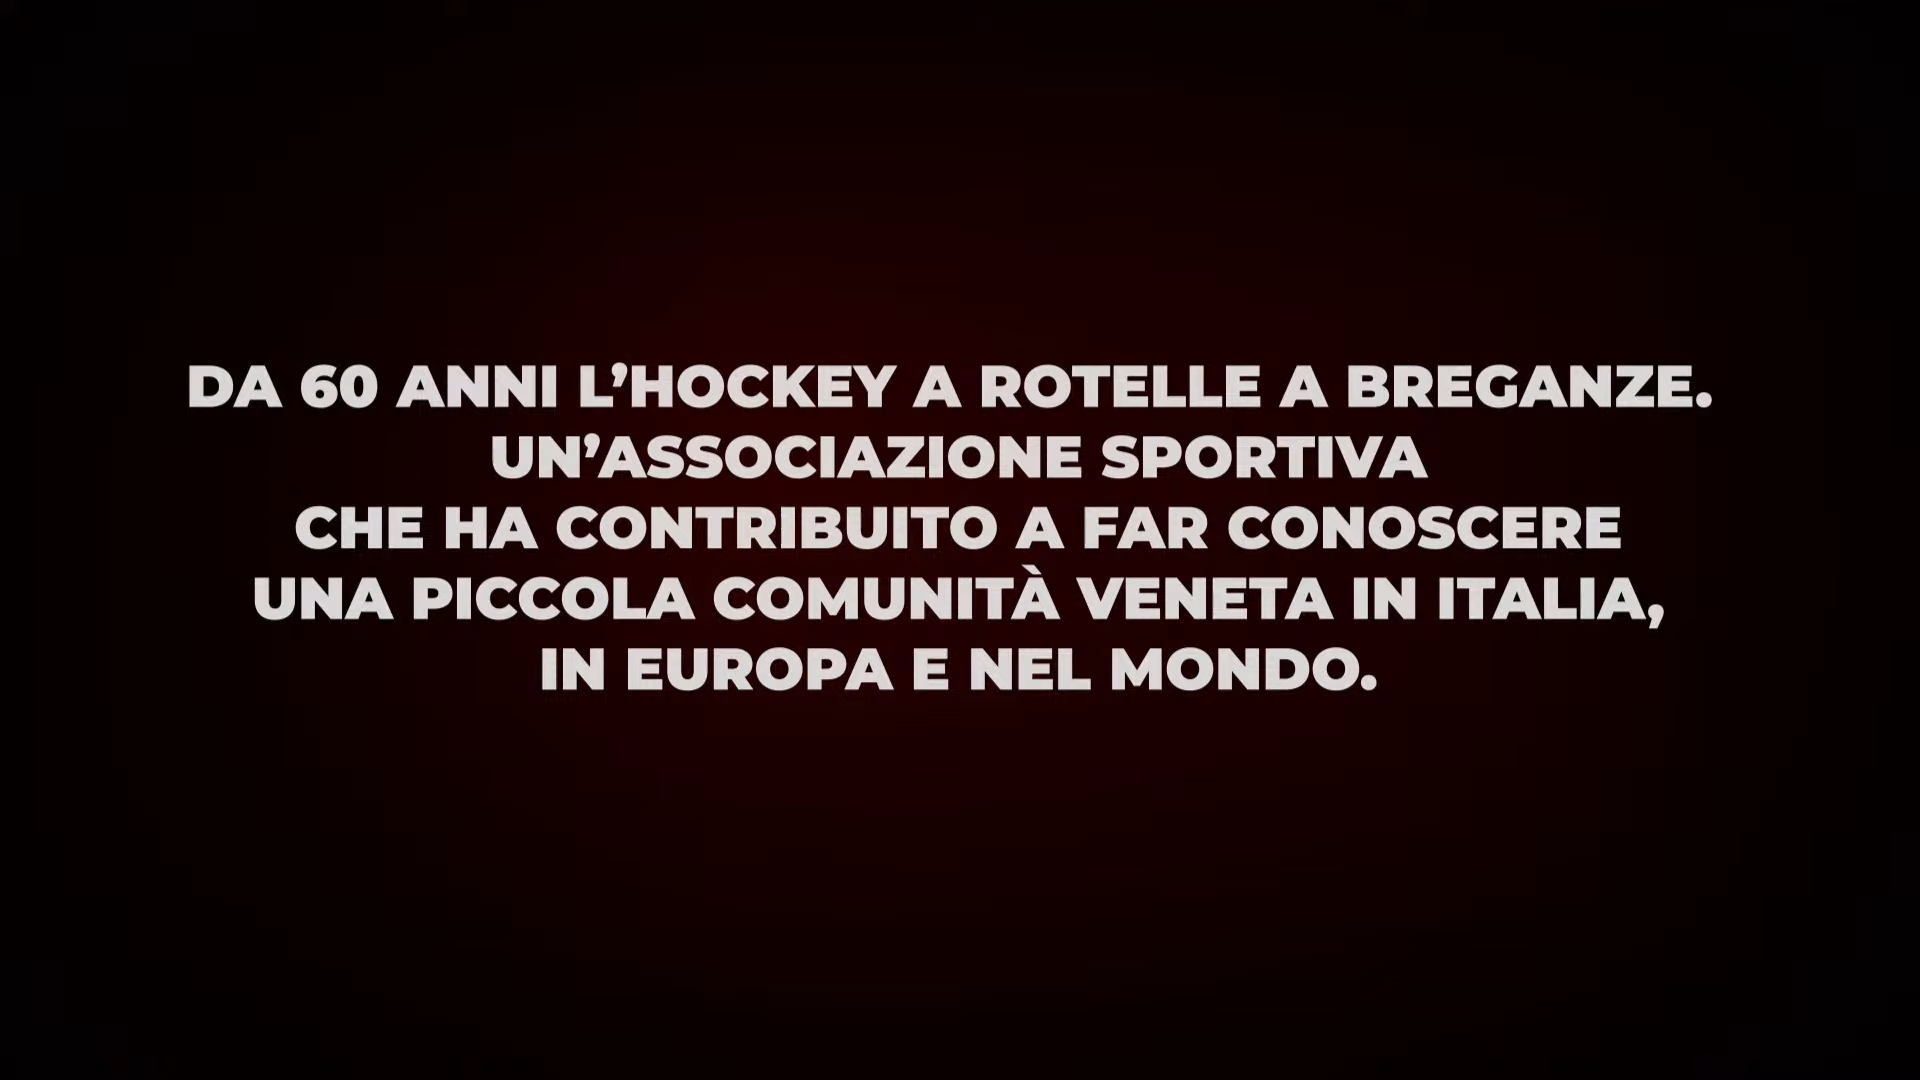 DA 60 ANNI L’HOCKEY A ROTELLE A BREGANZE.
UN’ASSOCIAZIONE SPORTIVA
CHE HA CONTRIBUITO A FAR CONOSCERE
UNA PICCOLA COMUNITÀ VENETA IN ITALIA,
IN EUROPA E NEL MONDO.